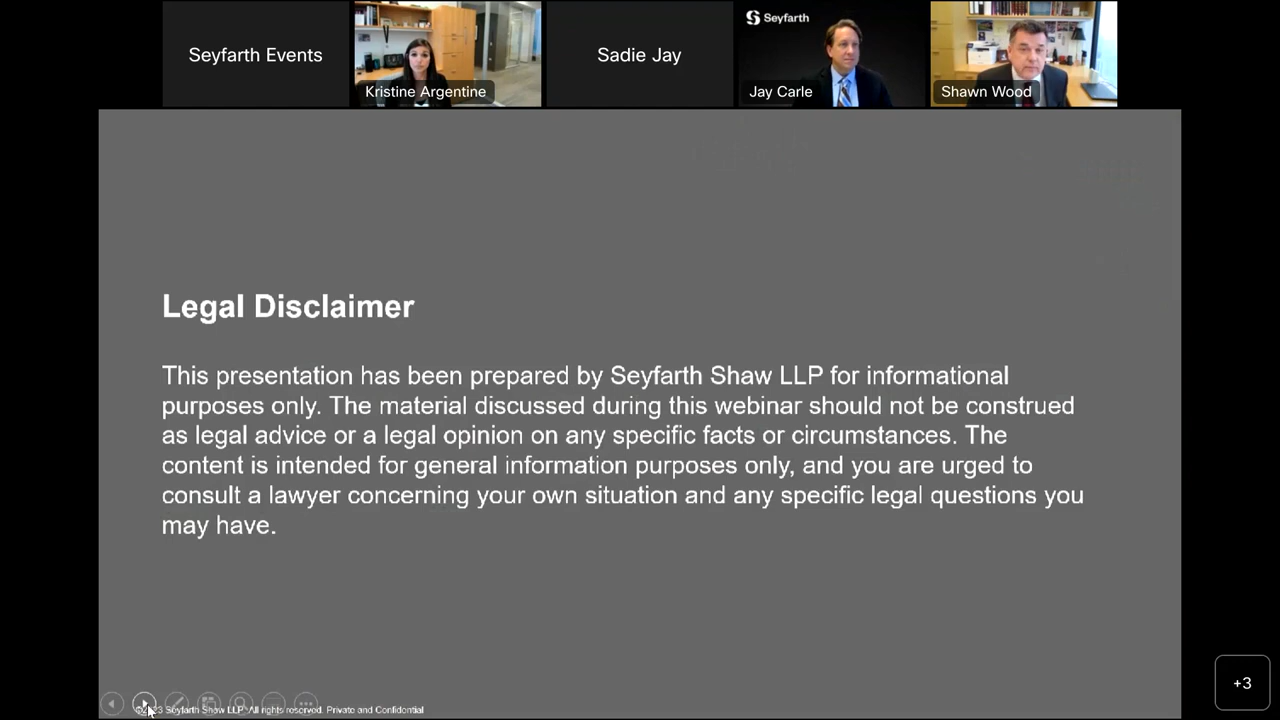 Seyfarth Events
Kristine Argentine
Sadie Jay
Seyfarth
Jay Carle
Shawn Wood
Legal Disclaimer
This presentation has been prepared by Seyfarth Shaw LLP for informational
purposes only. The material discussed during this webinar should not be construed
as legal advice or a legal opinion on any specific facts or circumstances. The
content is intended for general information purposes only, and you are urged to
consult a lawyer concerning your own situation and any specific legal questions you
may have.
Seyfarth Shaw LLP. All rights reserved. Private and Confidential
+3